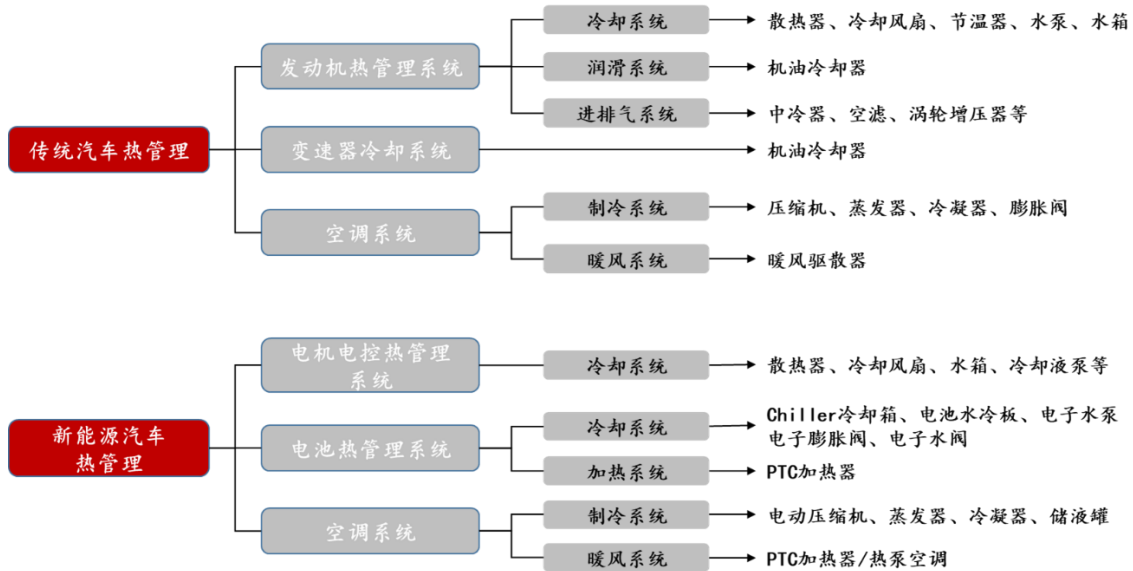 传统汽车热管理
发动机热管理系统
冷却系统
散热器、冷却风扇、节温器、水泵、水箱
润滑系统
机油冷却器
进排气系统
中冷器、空滤、涡轮增压器等
变速器冷却系统
机油冷却器
空调系统
制冷系统
压缩机、蒸发器、冷凝器、膨胀阀
暖风系统
暖风驱散器
新能源汽车
热管理
电机电控热管理
系统
冷却系统
散热器、冷却风扇、水箱、冷却液泵等
电池热管理系统
冷却系统
Chiller冷却箱、电池水冷板、电子水泵
电子膨胀阀、电子水阀
加热系统
PTC加热器
空调系统
制冷系统
电动压缩机、蒸发器、冷凝器、储液罐
暖风系统
PTC加热器/热泵空调